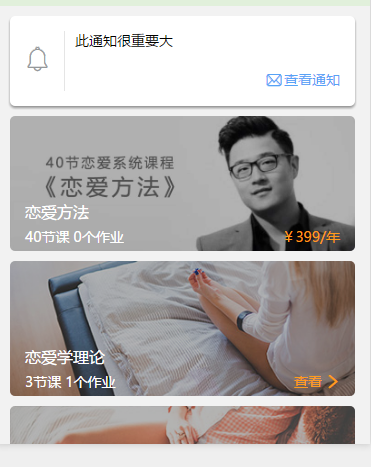 此通知很重要大
查看通知
40节恋爱系统课程
《恋爱方法》
恋爱方法
40节课 0个作业
￥399/年
恋爱学理论
3节课 1个作业
查看